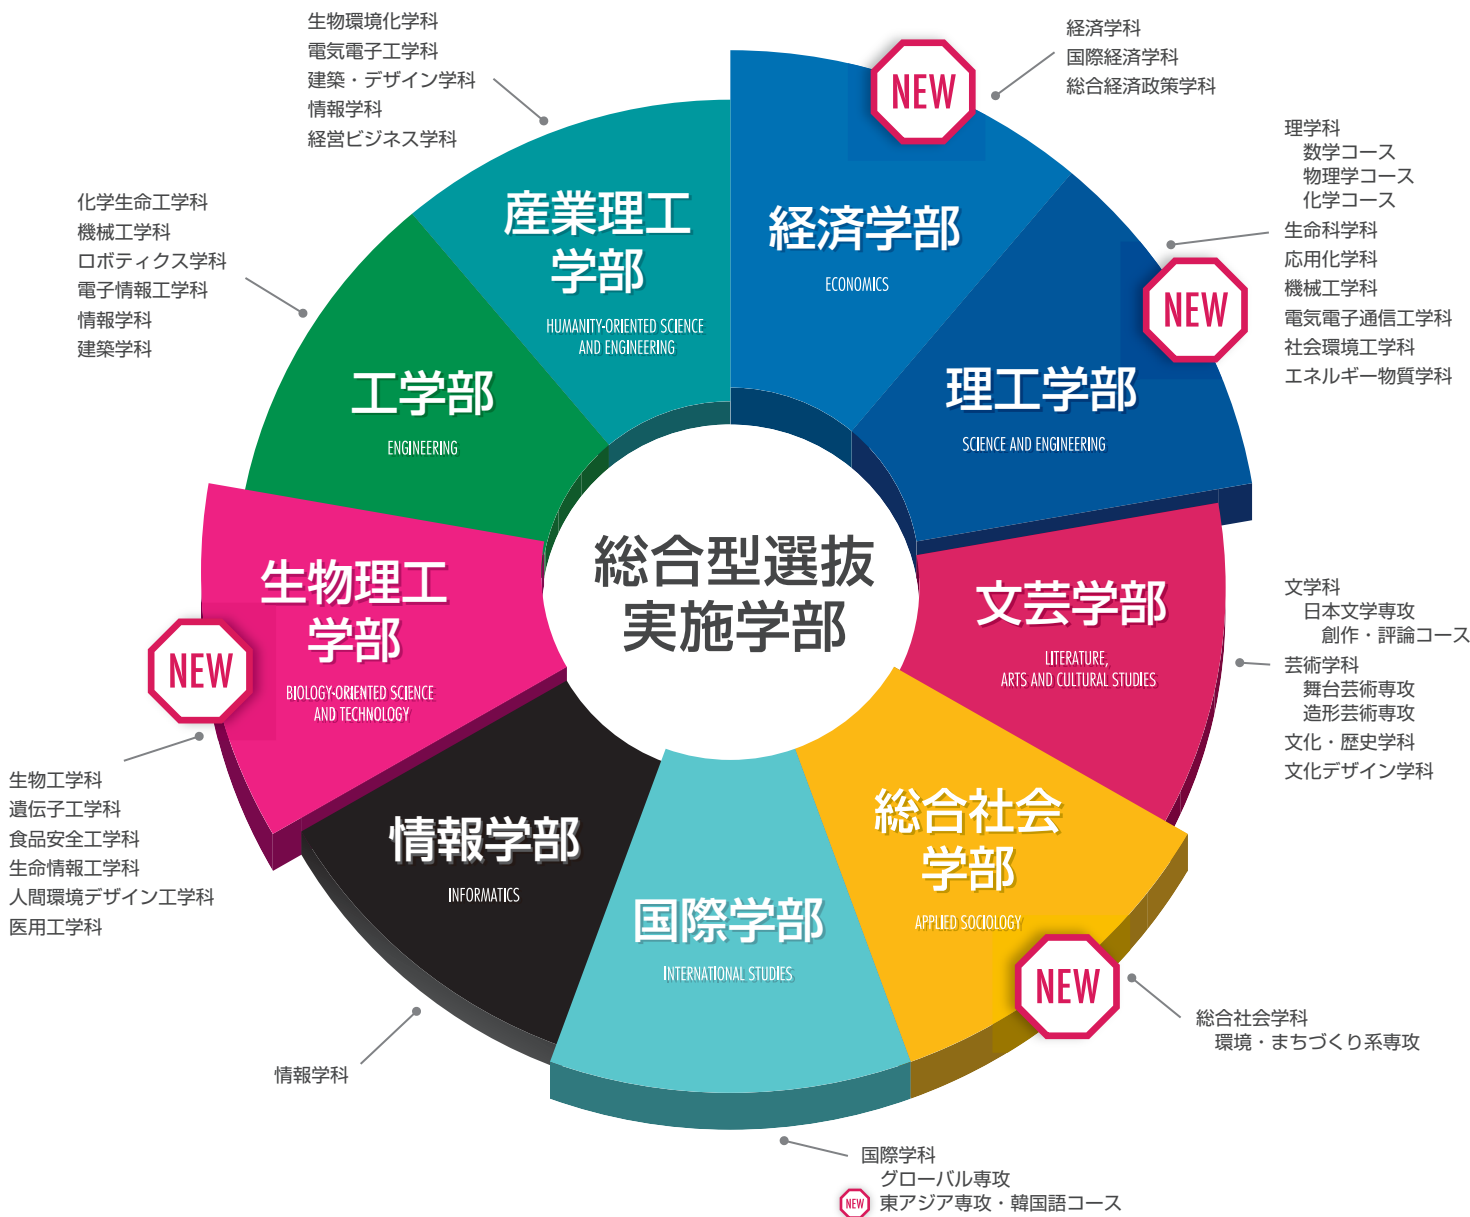 総合型選抜
実施学部
NEW
経済学部
ECONOMICS
経済学科
国際経済学科
総合経済政策学科
NEW
理工学部
SCIENCE AND ENGINEERING
理学科
数学コース
物理学コース
化学コース
生命科学科
応用化学科
機械工学科
電気電子通信工学科
社会環境工学科
エネルギー物質学科
文芸学部
LITERATURE,
ARTS AND CULTURAL STUDIES
文学科
日本文学専攻
創作・評論コース
芸術学科
舞台芸術専攻
造形芸術専攻
文化・歴史学科
文化デザイン学科
総合社会
学部
APPLIED SOCIOLOGY
NEW
総合社会学科
環境・まちづくり系専攻
国際学部
INTERNATIONAL STUDIES
国際学科
グローバル専攻
NEW 東アジア専攻・韓国語コース
情報学部
INFORMATICS
情報学科
生物理工
学部
BIOLOGY-ORIENTED SCIENCE
AND TECHNOLOGY
NEW
生物工学科
遺伝子工学科
食品安全工学科
生命情報工学科
人間環境デザイン工学科
医用工学科
工学部
ENGINEERING
化学生命工学科
機械工学科
ロボティクス学科
電子情報工学科
情報学科
建築学科
産業理工
学部
HUMANITY-ORIENTED SCIENCE
AND ENGINEERING
生物環境化学科
電気電子工学科
建築・デザイン学科
情報学科
経営ビジネス学科